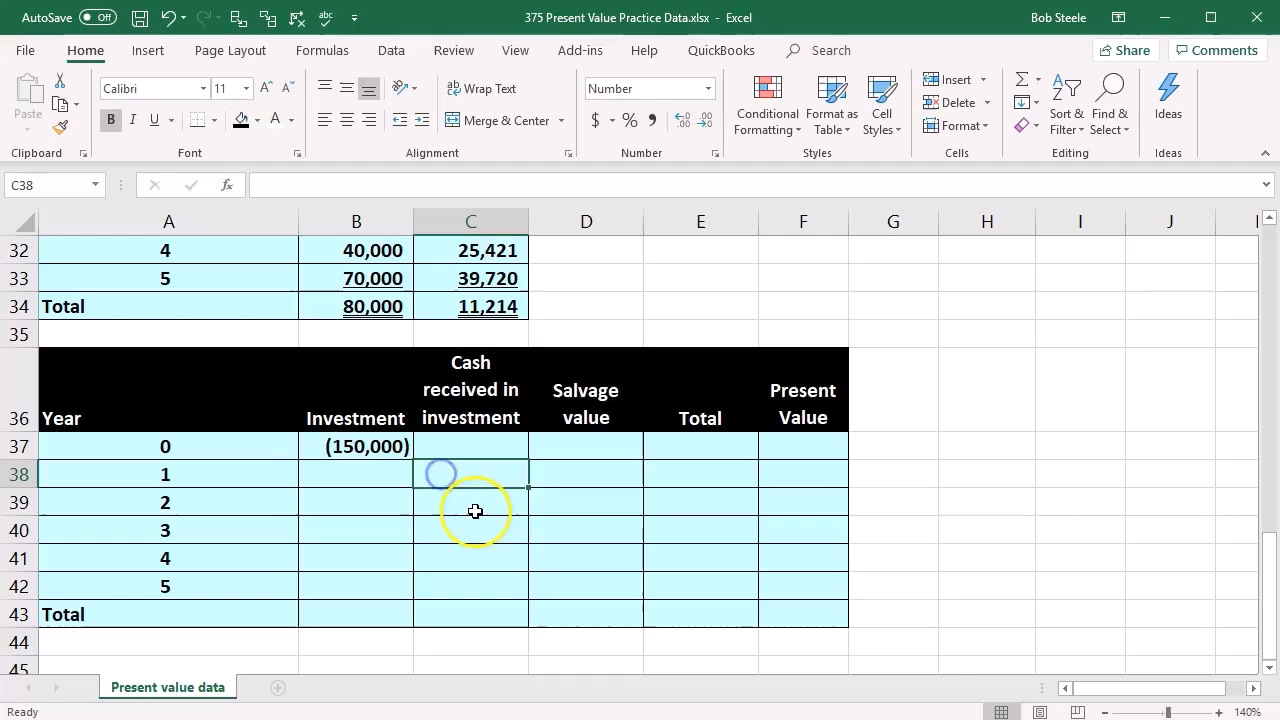 AutoSave Off 375 Present Value Practice Data.xlsx - Excel Bob Steele
File Home Insert Page Layout Formulas Data Review View Add-ins Help QuickBooks Search Share Comments
Paste
Clipboard
Calibri 11
B I U
Font
Wrap Text
Merge & Center
Alignment
Number
$ % ,
Number
Conditional Formatting
Format as Table
Cell Styles
Styles
Insert
Delete
Format
Cells
Sort & Filter
Find & Select
Editing
Ideas
Ideas
C38 fx
A B C D E F G H I J
32 4 40,000 25,421
33 5 70,000 39,720
34 Total 80,000 11,214
35
36 Year Investment Cash received in investment Salvage value Total Present Value
37 0 (150,000)
38 1
39 2
40 3
41 4
42 5
43 Total
44
45
Present value data
Ready 140%